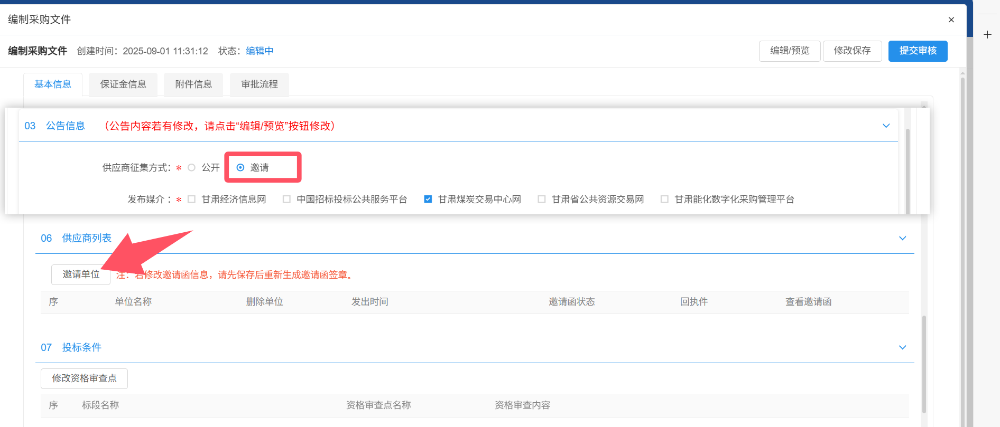 编制采购文件
编制采购文件 创建时间：2025-09-01 11:31:12 状态：编辑中 编辑/预览 修改保存 提交审核
基本信息 保证金信息 附件信息 审批流程
03 公告信息 （公告内容若有修改，请点击“编辑/预览”按钮修改）
供应商征集方式：* 公开 邀请
发布媒介：* 甘肃经济信息网 中国招标投标公共服务平台 甘肃煤炭交易中心网 甘肃省公共资源交易网 甘肃能化数字化采购管理平台
06 供应商列表
邀请单位 注：若修改邀请函信息，请先保存后重新生成邀请函签章。
序 单位名称 删除单位 发出时间 邀请函状态 回执件 查看邀请函
07 投标条件
修改资格审查点
序 标段名称 资格审查点名称 资格审查内容